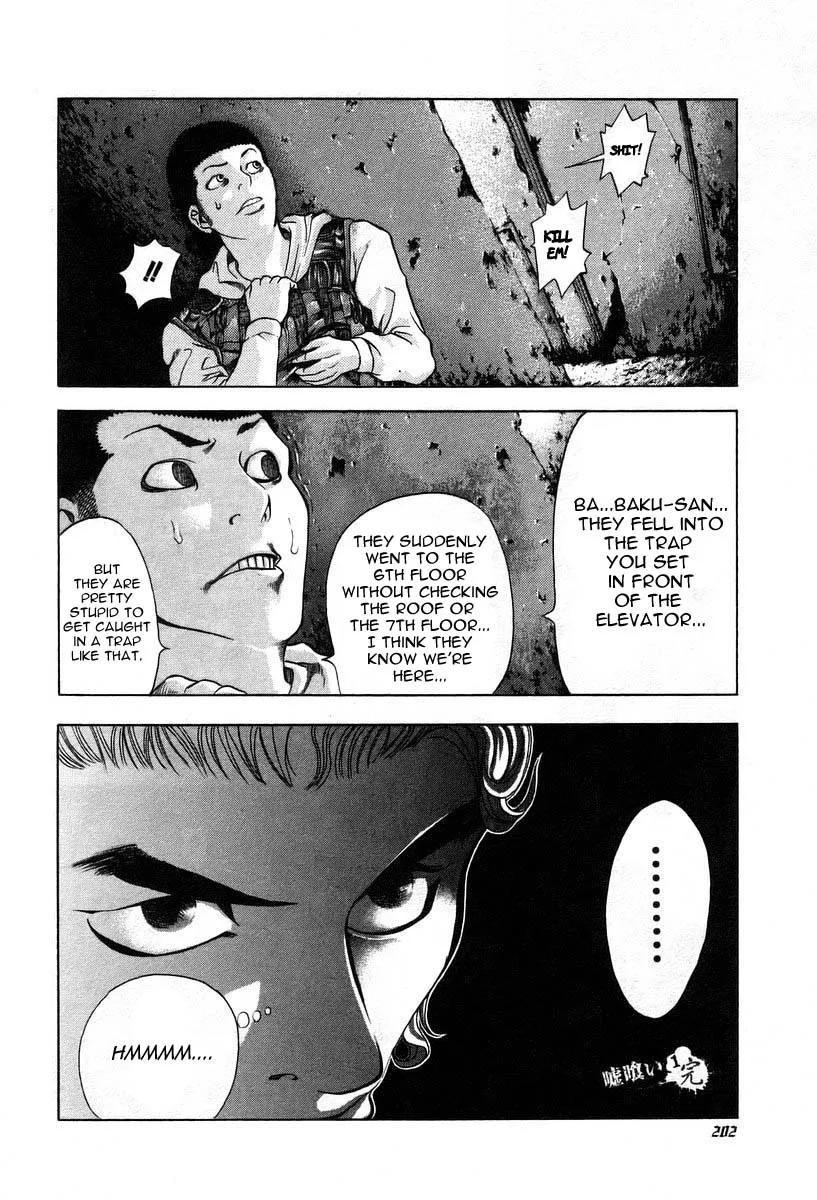 SHIT!
KILL
EM!
!!
BA...BAKU-SAN...
THEY FELL INTO
THE TRAP
YOU SET
IN FRONT
OF THE
ELEVATOR...
THEY SUDDENLY
WENT TO THE
6TH FLOOR
WITHOUT CHECKING
THE ROOF OR
THE 7TH FLOOR...
I THINK THEY
KNOW WE'RE
HERE...
BUT
THEY ARE
PRETTY
STUPID TO
GET CAUGHT
IN A TRAP
LIKE THAT.
.........
HMMMM....
嘘喰い 1 完
202